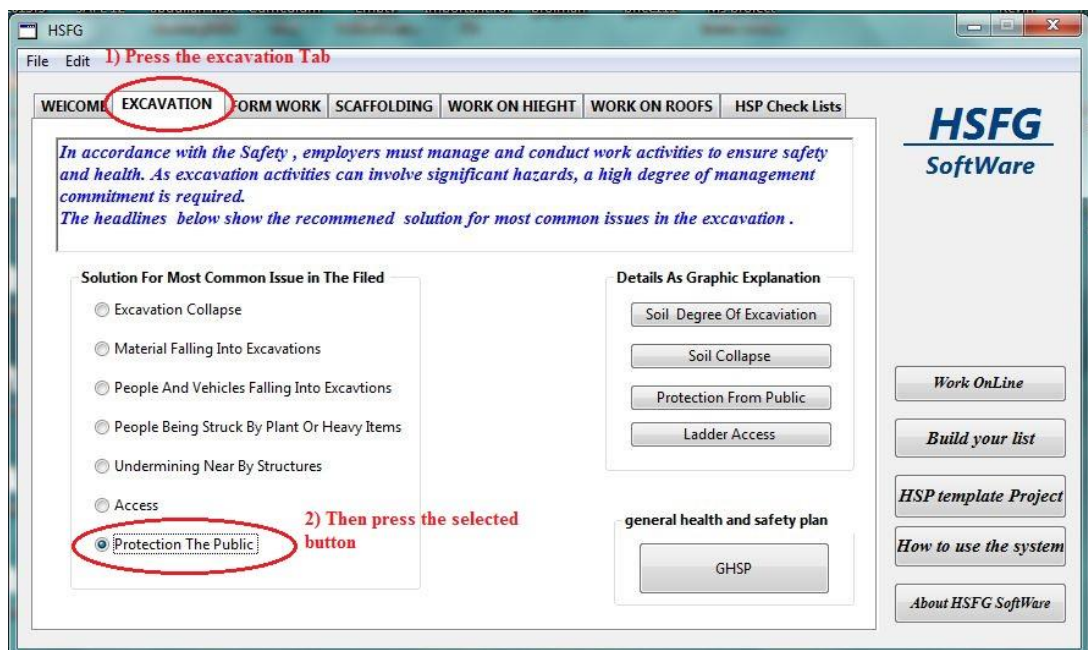 HSFG
File Edit
1) Press the excavation Tab
WElCOME EXCAVATION FORM WORK SCAFFOLDING WORK ON HIEGHT WORK ON ROOFS HSP Check Lists
In accordance with the Safety , employers must manage and conduct work activities to ensure safety
and health. As excavation activities can involve significant hazards, a high degree of management
commitment is required.
The headlines below show the recommened solution for most common issues in the excavation .
Solution For Most Common Issue in The Filed
Excavation Collapse
Material Falling Into Excavations
People And Vehicles Falling Into Excavtions
People Being Struck By Plant Or Heavy Items
Undermining Near By Structures
Access
2) Then press the selected
button
Protection The Public
Details As Graphic Explanation
Soil Degree Of Excaviation
Soil Collapse
Protection From Public
Ladder Access
general health and safety plan
GHSP
HSFG
SoftWare
Work OnLine
Build your list
HSP template Project
How to use the system
About HSFG SoftWare